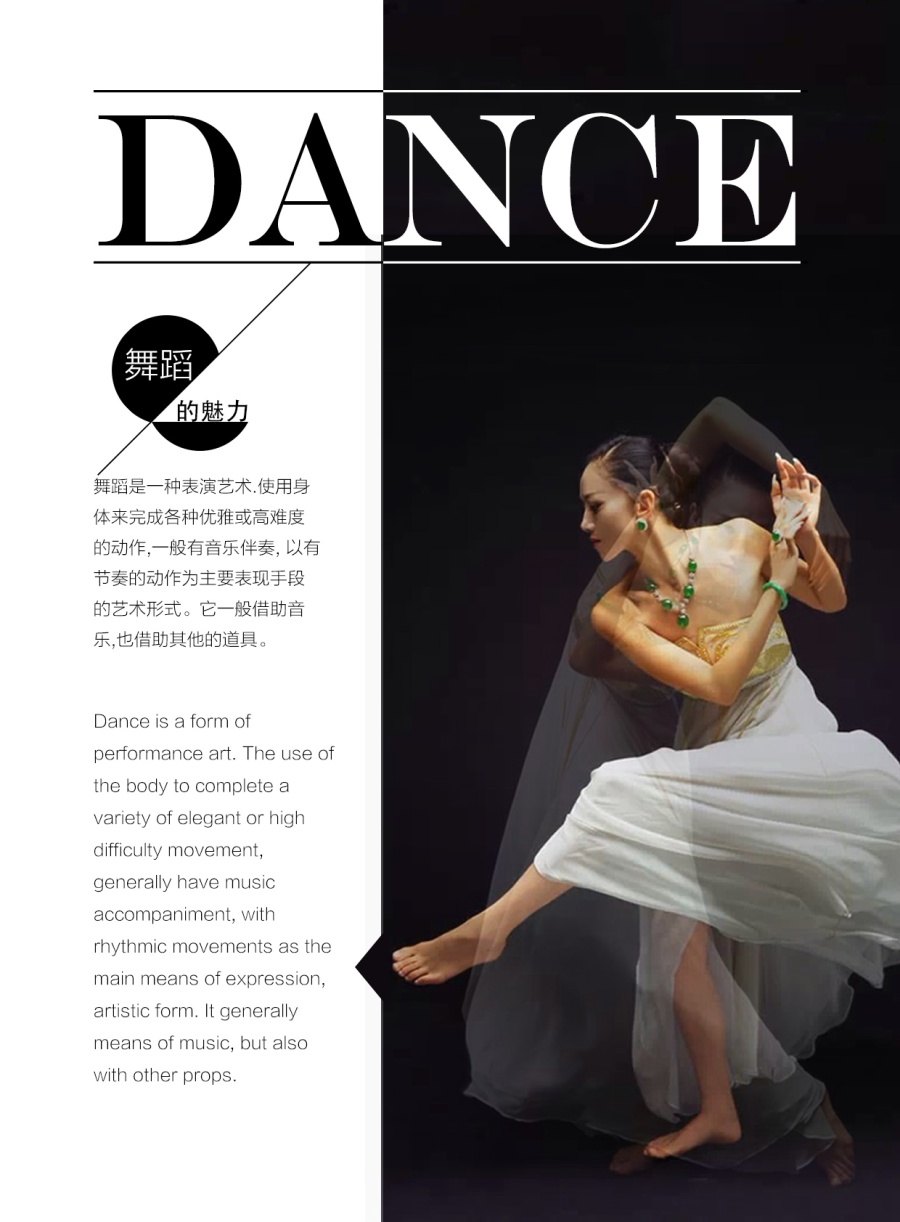 DANCE
舞蹈
的魅力
舞蹈是一种表演艺术.使用身
体来完成各种优雅或高难度
的动作,一般有音乐伴奏, 以有
节奏的动作为主要表现手段
的艺术形式。它一般借助音
乐,也借助其他的道具。
Dance is a form of
performance art. The use of
the body to complete a
variety of elegant or high
difficulty movement,
generally have music
accompaniment, with
rhythmic movements as the
main means of expression,
artistic form. It generally
means of music, but also
with other props.